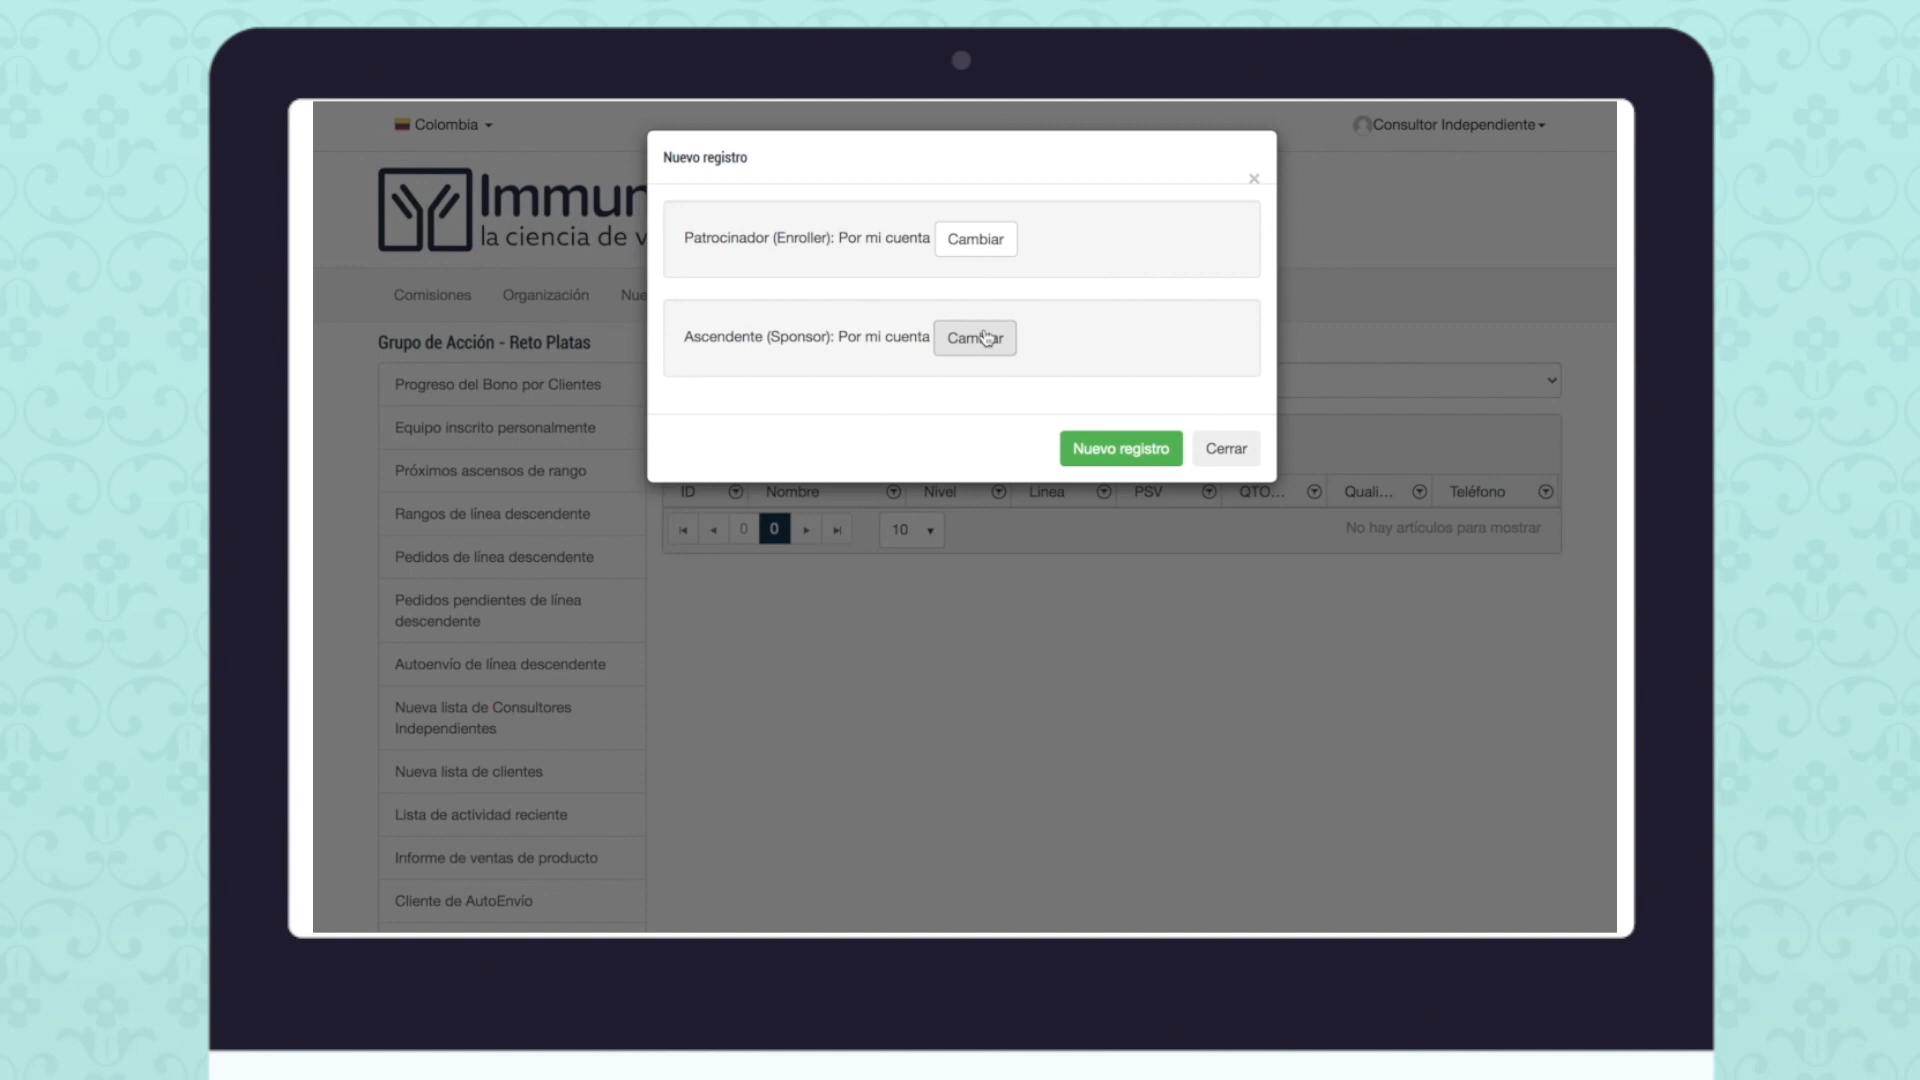 Colombia
Consultor Independiente
Nuevo registro
×
Immun
la ciencia de v
Patrocinador (Enroller): Por mi cuenta Cambiar
Comisiones Organización Nue
Ascendente (Sponsor): Por mi cuenta Cambiar
Grupo de Acción - Reto Platas
Progreso del Bono por Clientes
Equipo inscrito personalmente
Nuevo registro Cerrar
Próximos ascensos de rango
ID Nombre Nivel Linea PSV QTO... Quali... Teléfono
Rangos de línea descendente
0 0 10 No hay artículos para mostrar
Pedidos de línea descendente
Pedidos pendientes de línea
descendente
Autoenvío de línea descendente
Nueva lista de Consultores
Independientes
Nueva lista de clientes
Lista de actividad reciente
Informe de ventas de producto
Cliente de AutoEnvío